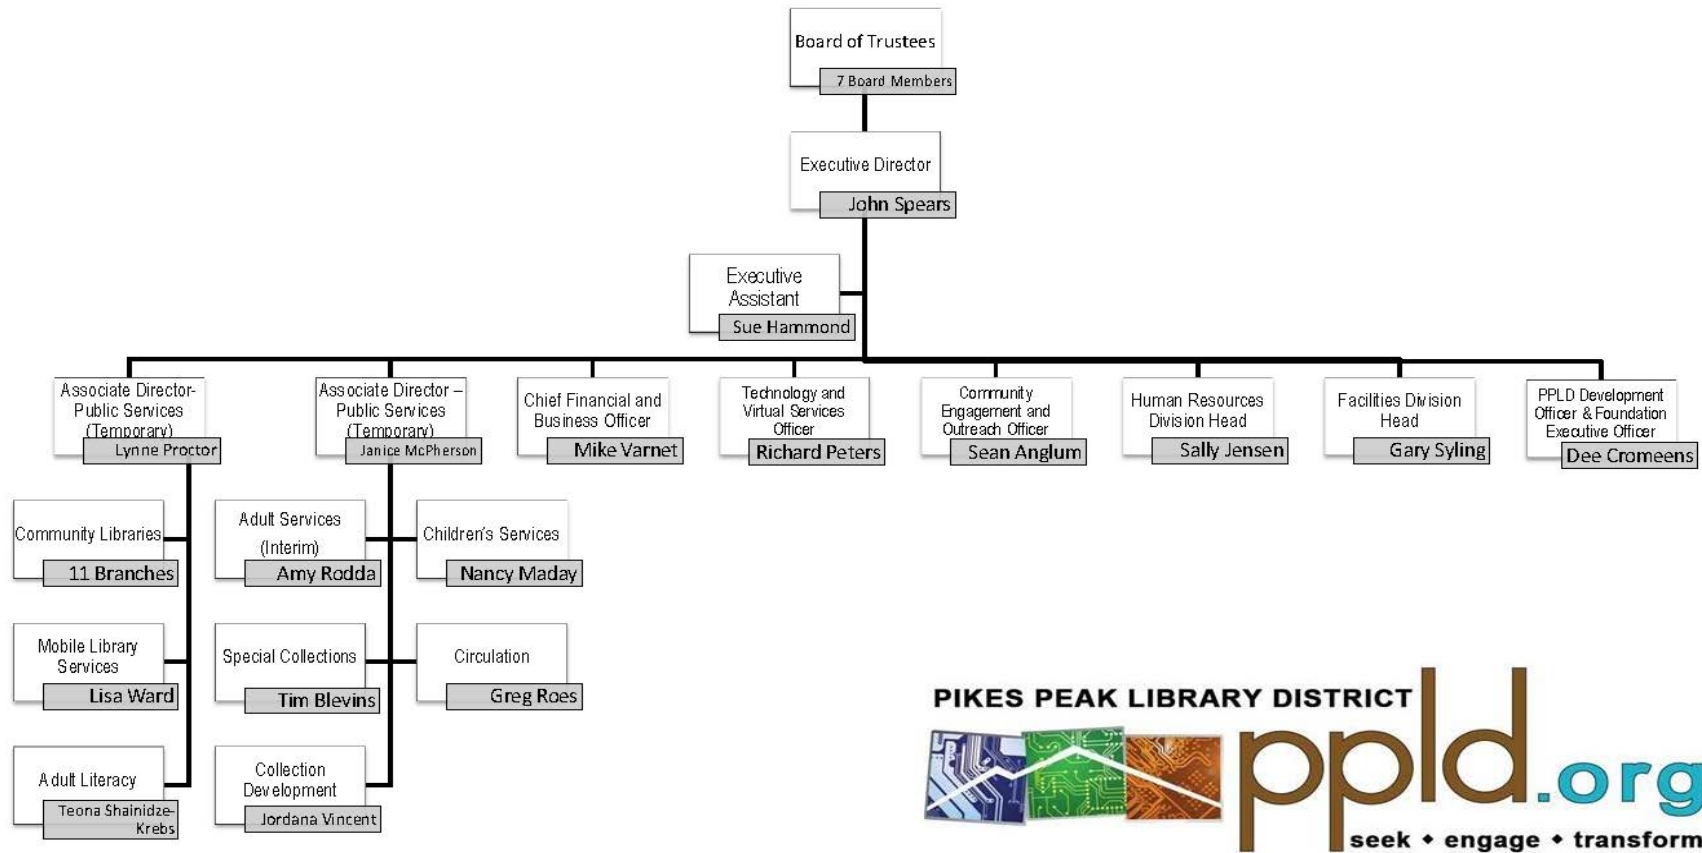 Board of Trustees
7 Board Members
Executive Director
John Spears
Executive
Assistant
Sue Hammond
Associate Director-
Public Services
(Temporary)
Lynne Proctor
Associate Director –
Public Services
(Temporary)
Janice McPherson
Chief Financial and
Business Officer
Mike Varnet
Technology and
Virtual Services
Officer
Richard Peters
Community
Engagement and
Outreach Officer
Sean Anglum
Human Resources
Division Head
Sally Jensen
Facilities Division
Head
Gary Syling
PPLD Development
Officer & Foundation
Executive Officer
Dee Cromeens
Community Libraries
11 Branches
Adult Services
(Interim)
Amy Rodda
Children's Services
Nancy Maday
Mobile Library
Services
Lisa Ward
Special Collections
Tim Blevins
Circulation
Greg Roes
Adult Literacy
Teona Shainidze-
Krebs
Collection
Development
Jordana Vincent
PIKES PEAK LIBRARY DISTRICT
ppld.org
seek • engage • transform